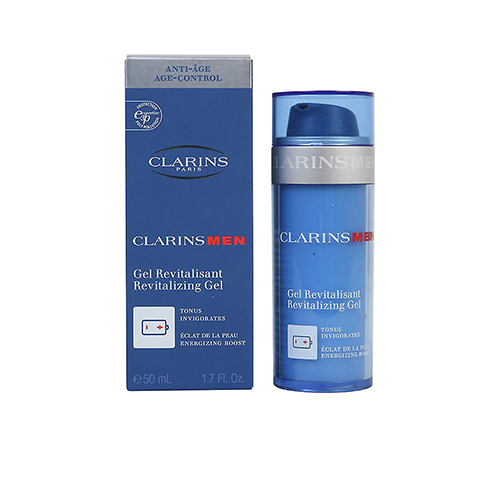 ANTI-ÂGE
AGE-CONTROL
CLARINS
PARIS
CLARINSMEN
Gel Revitalisant
Revitalizing Gel
TONUS
INVIGORATES
ÉCLAT DE LA PEAU
ENERGIZING BOOST
e 50 mL
1.7 Fl. Oz.
CLARINSMEN
CLARINSMEN
Gel Revitalisant
Revitalizing Gel
TONUS
INVIGORATES
ÉCLAT DE LA PEAU
ENERGIZING BOOST